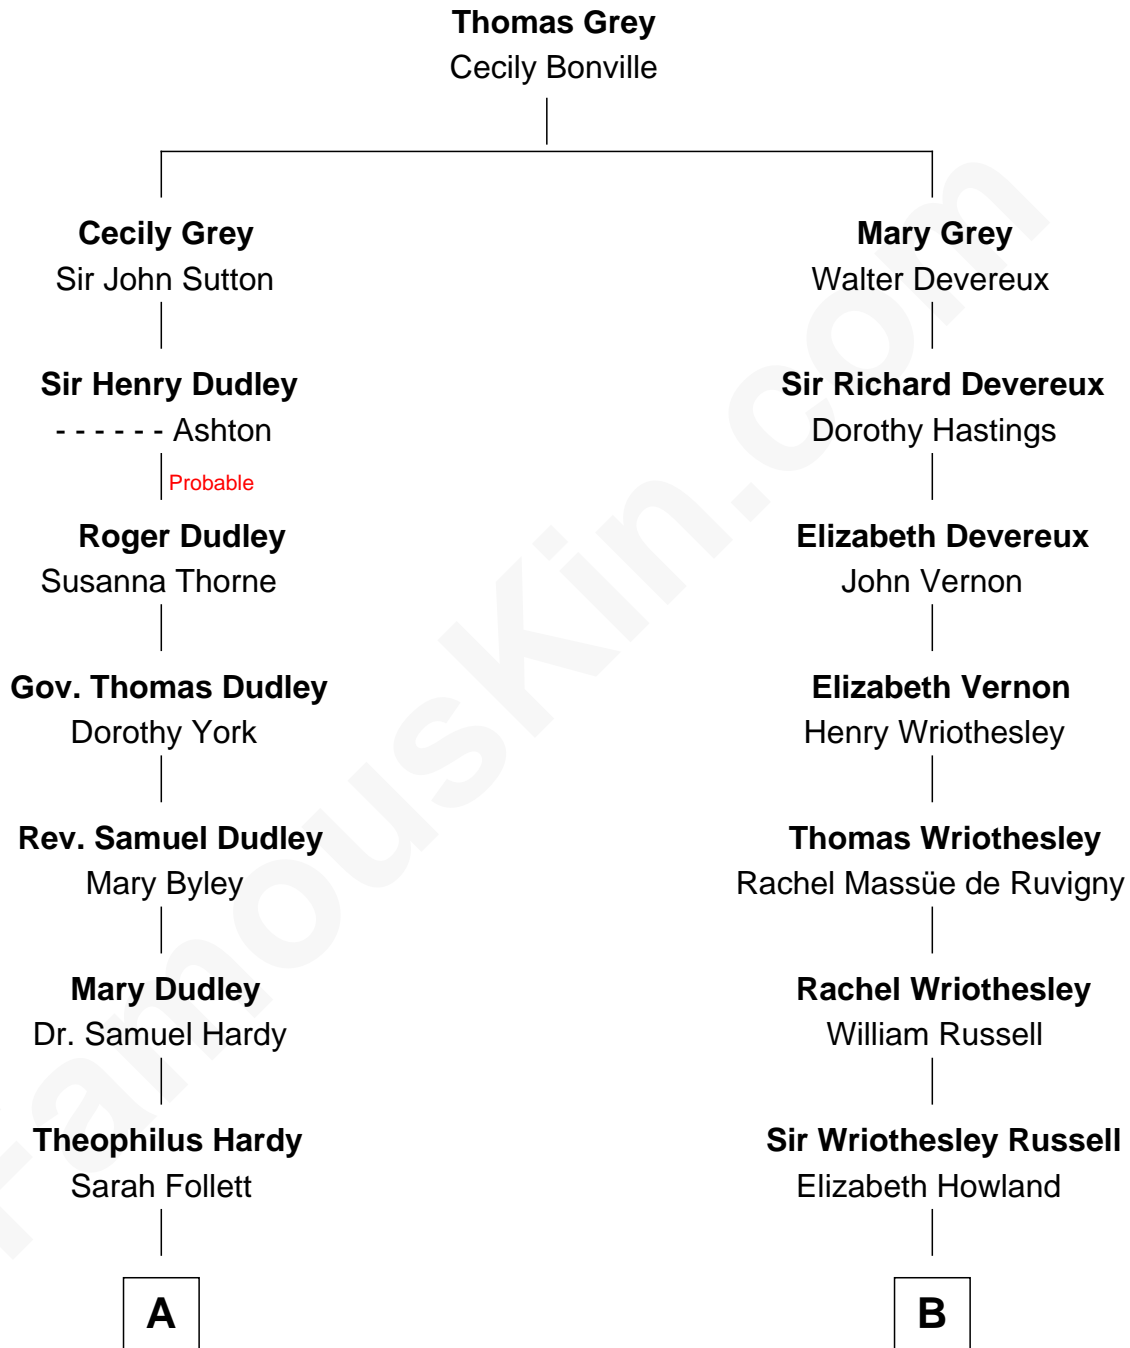 Thomas Grey
Cecily Bonville
Cecily Grey
Sir John Sutton
Mary Grey
Walter Devereux
Sir Henry Dudley
- - - - - - Ashton
Sir Richard Devereux
Dorothy Hastings
Probable
Roger Dudley
Susanna Thorne
Elizabeth Devereux
John Vernon
Gov. Thomas Dudley
Dorothy York
Elizabeth Vernon
Henry Wriothesley
Rev. Samuel Dudley
Mary Byley
Thomas Wriothesley
Rachel Massüe de Ruvigny
Mary Dudley
Dr. Samuel Hardy
Rachel Wriothesley
William Russell
Theophilus Hardy
Sarah Follett
Sir Wriothesley Russell
Elizabeth Howland
A
B
FamousKin.com